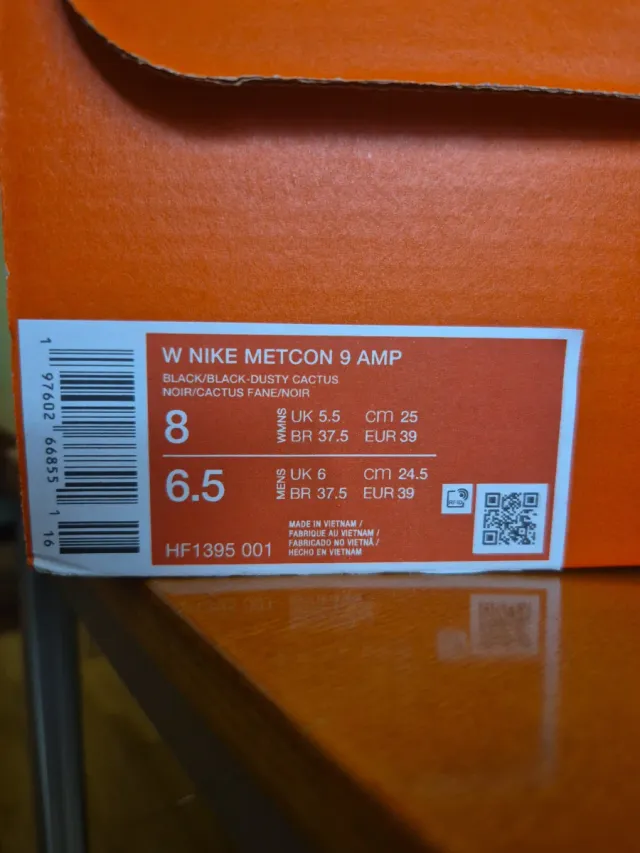 W NIKE METCON 9 AMP
BLACK/BLACK-DUSTY CACTUS
NOIR/CACTUS FANE/NOIR
8 WMNS UK 5.5 cm 25
BR 37.5 EUR 39
6.5 MENS UK 6 cm 24.5
BR 37.5 EUR 39
HF1395 001
MADE IN VIETNAM /
FABRIQUE AU VIETNAM /
FABRICADO NO VIETNÃ /
HECHO EN VIETNAM
1 97602 66855 1 16